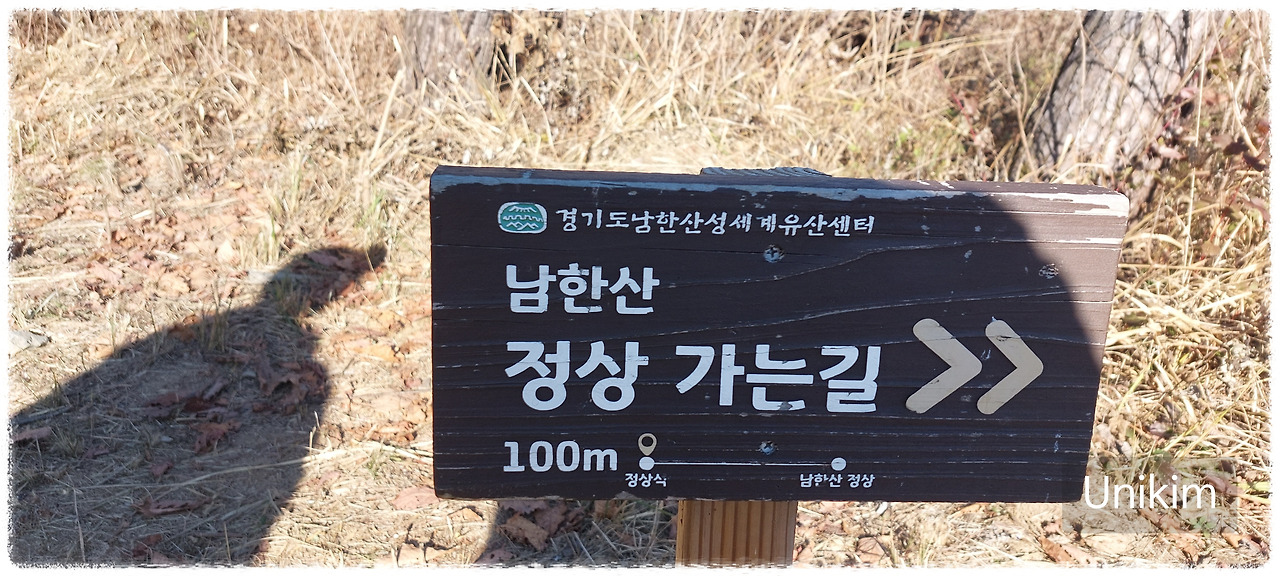 경기도남한산성세계유산센터
남한산
정상 가는길
100m
정상석 남한산 정상
Unikim